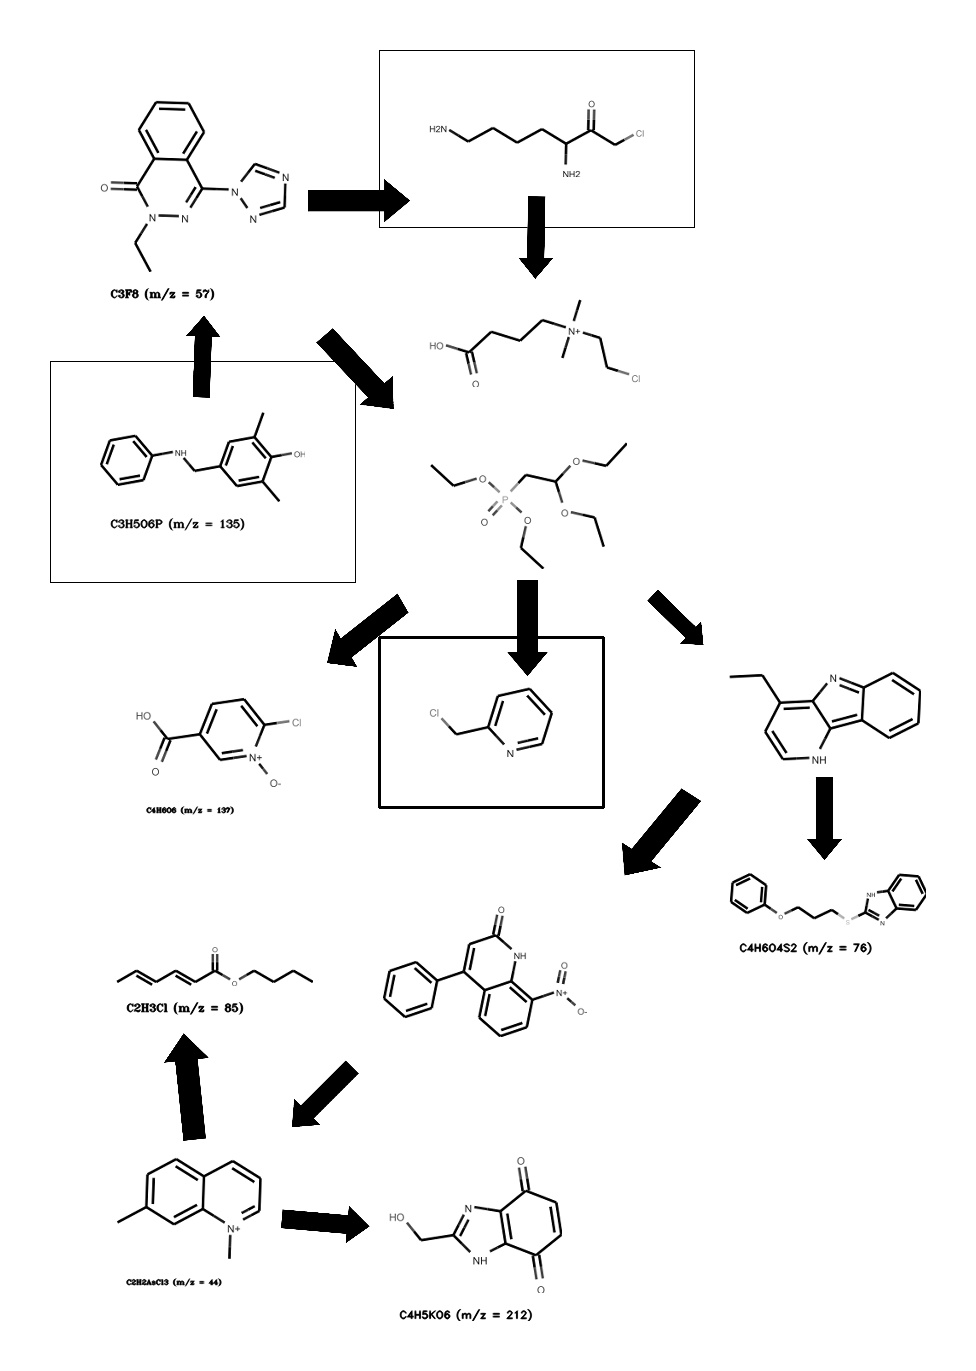 O
H2N
Cl
NH2
O
N
N
N
N
N
C3F8 (m/z = 57)
HO
O
N+
Cl
NH
OH
C3H5O6P (m/z = 135)
O
O
P
O
O
O
HO
O
Cl
N+
O-
C4H6O6 (m/z = 137)
Cl
N
N
NH
O
S
NH
N
C4H6O4S2 (m/z = 76)
O
O
C2H3Cl (m/z = 85)
O
NH
O
N+
O-
N+
C2H2AsCl3 (m/z = 44)
O
HO
N
NH
O
C4H5KO6 (m/z = 212)